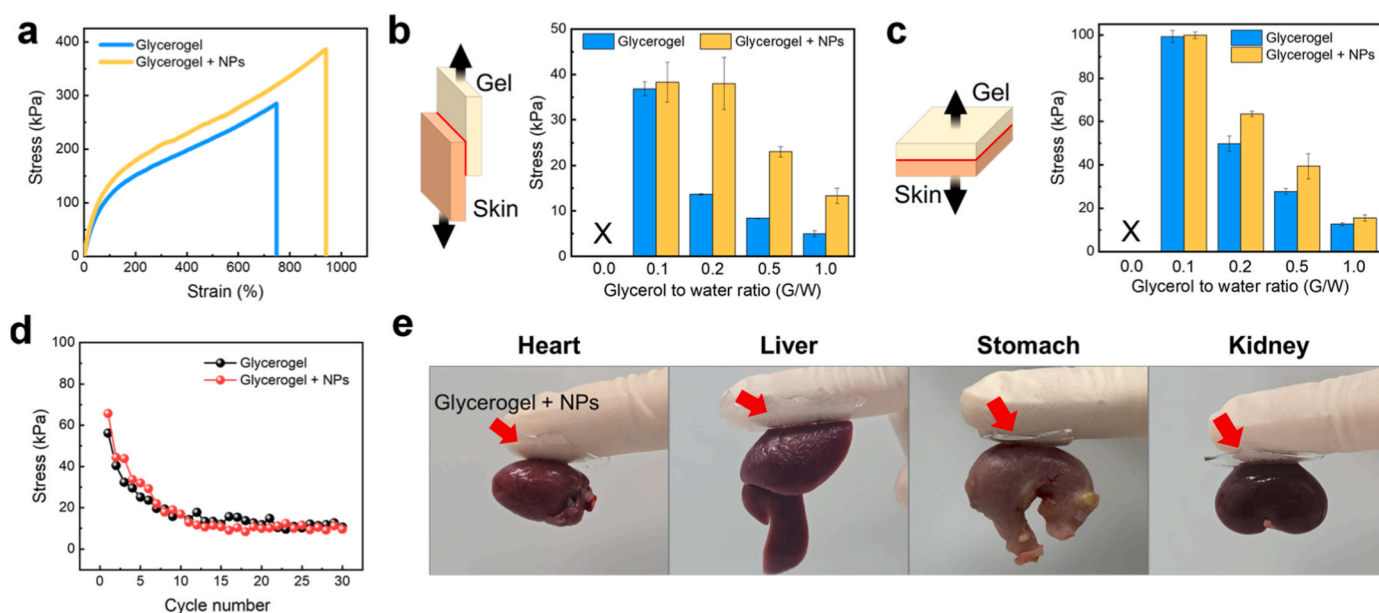 a
Glycerogel
Glycerogel + NPs
400
300
200
100
0
Stress (kPa)
0 200 400 600 800 1000
Strain (%)
b
Gel
Skin
Glycerogel Glycerogel + NPs
50
40
30
20
10
0
Stress (kPa)
X
0.0 0.1 0.2 0.5 1.0
Glycerol to water ratio (G/W)
c
Gel
Skin
Glycerogel
Glycerogel + NPs
100
80
60
40
20
0
Stress (kPa)
X
0.0 0.1 0.2 0.5 1.0
Glycerol to water ratio (G/W)
d
Glycerogel
Glycerogel + NPs
100
80
60
40
20
0
Stress (kPa)
0 5 10 15 20 25 30
Cycle number
e
Heart Liver Stomach Kidney
Glycerogel + NPs